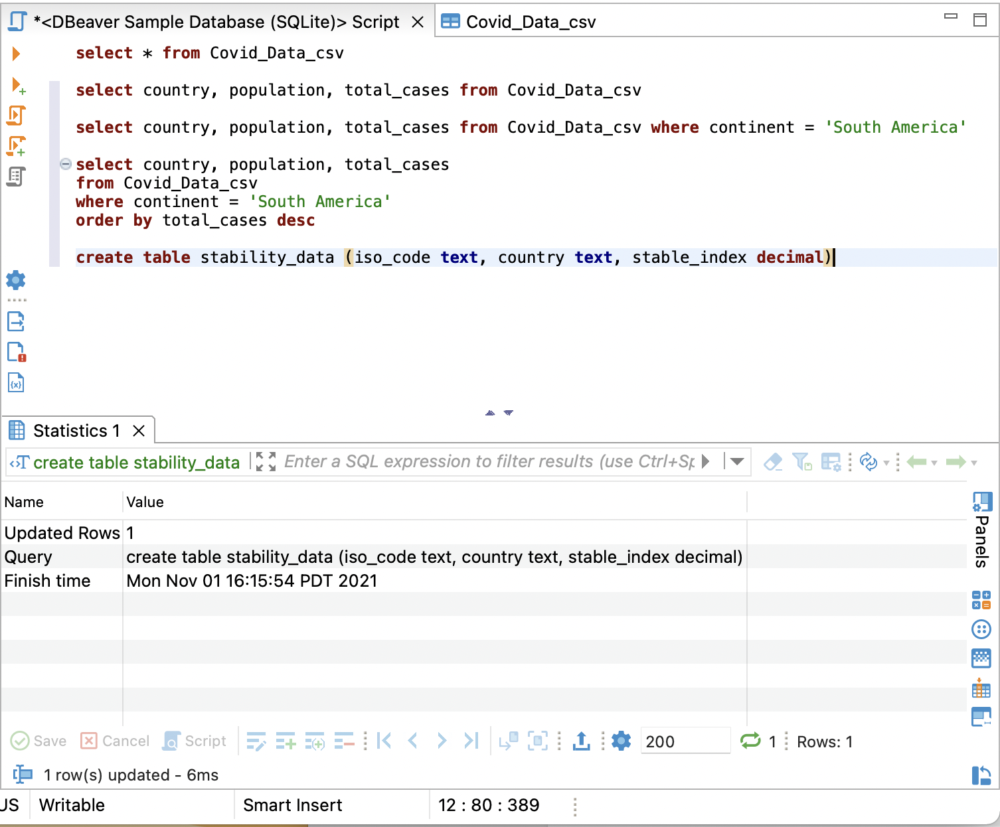 *<DBeaver Sample Database (SQLite)> Script
Covid_Data_csv
select * from Covid_Data_csv
select country, population, total_cases from Covid_Data_csv
select country, population, total_cases from Covid_Data_csv where continent = 'South America'
select country, population, total_cases
from Covid_Data_csv
where continent = 'South America'
order by total_cases desc
create table stability_data (iso_code text, country text, stable_index decimal)
Statistics 1
create table stability_data
Enter a SQL expression to filter results (use Ctrl+Sp
Name Value
Updated Rows 1
Query create table stability_data (iso_code text, country text, stable_index decimal)
Finish time Mon Nov 01 16:15:54 PDT 2021
Panels
Save Cancel Script 200 1 Rows: 1
1 row(s) updated - 6ms
US Writable Smart Insert 12 : 80 : 389